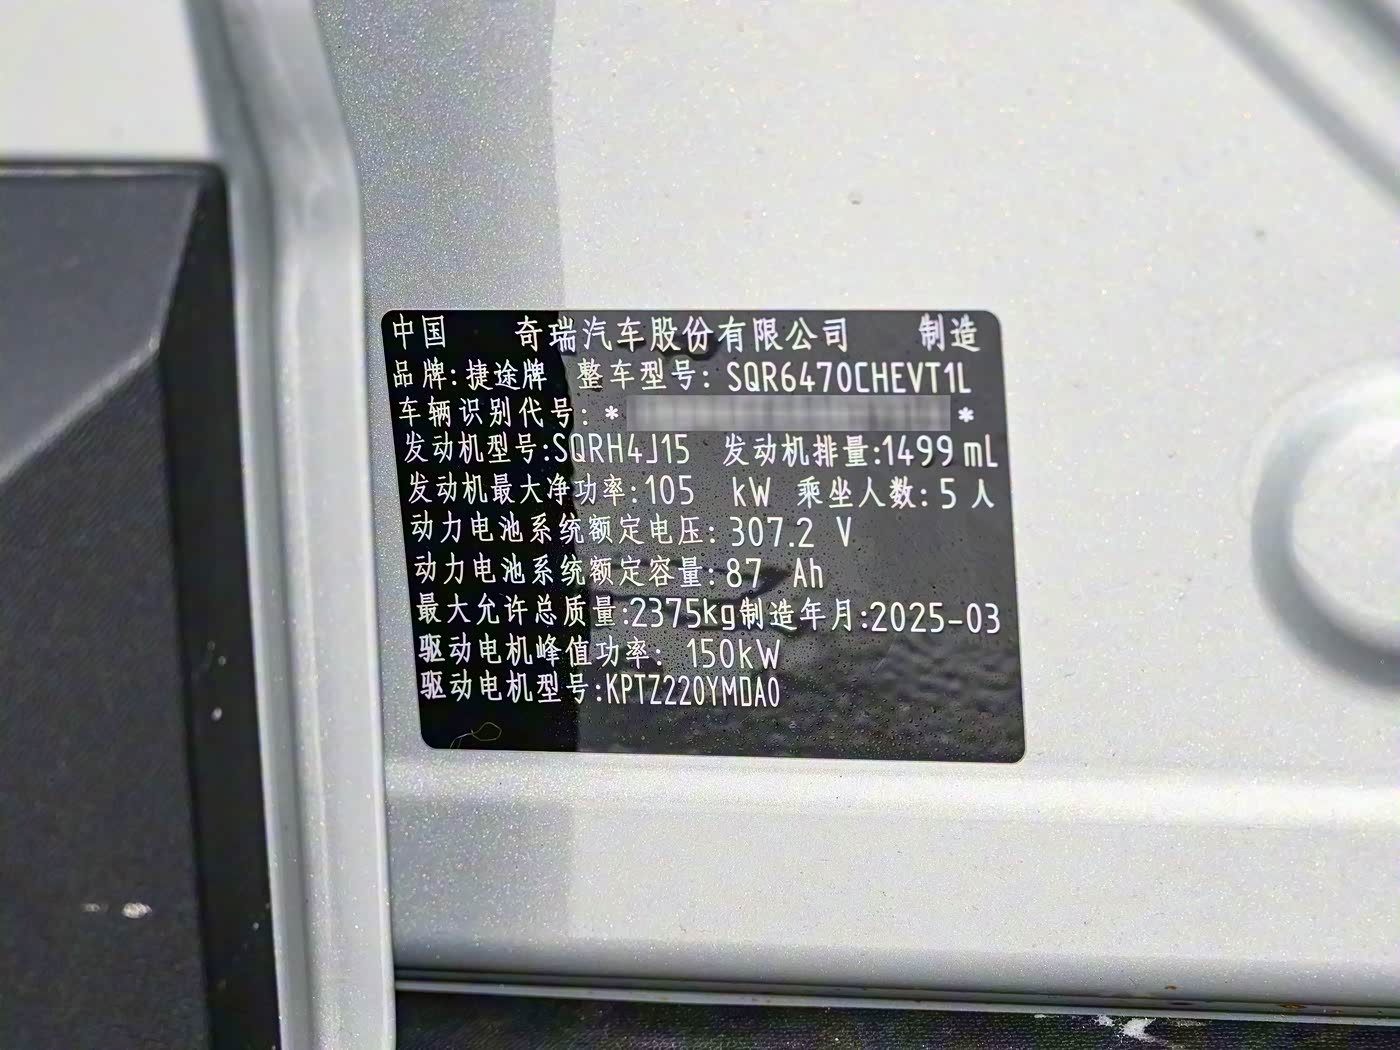 中国 奇瑞汽车股份有限公司 制造
品牌:捷途牌 整车型号:SQR6470CHEVT1L
车辆识别代号:* *
发动机型号:SQRH4J15 发动机排量:1499 mL
发动机最大净功率:105 kW 乘坐人数:5 人
动力电池系统额定电压:307.2 V
动力电池系统额定容量:87 Ah
最大允许总质量:2375kg制造年月:2025-03
驱动电机峰值功率: 150kW
驱动电机型号:KPTZ220YMDA0